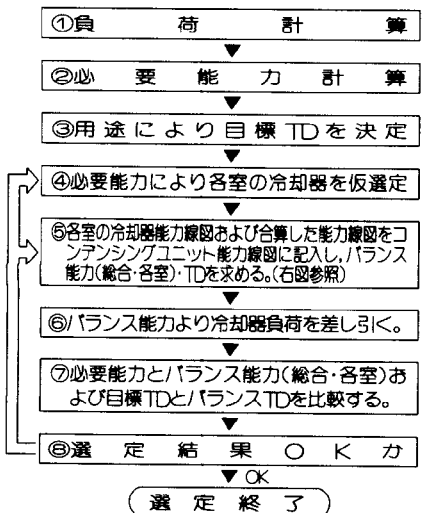 ①負荷計算
②必要能力計算
③用途により目標TDを決定
④必要能力により各室の冷却器を仮選定
⑤各室の冷却器能力線図および合算した能力線図をコ
ンデンシングユニット能力線図に記入し,バランス
能力(総合・各室)・TDを求める。(右図参照)
⑥バランス能力より冷却器負荷を差し引く。
⑦必要能力とバランス能力(総合・各室)お
よび目標TDとバランスTDを比較する。
⑧選定結果OKか
OK
選定終了